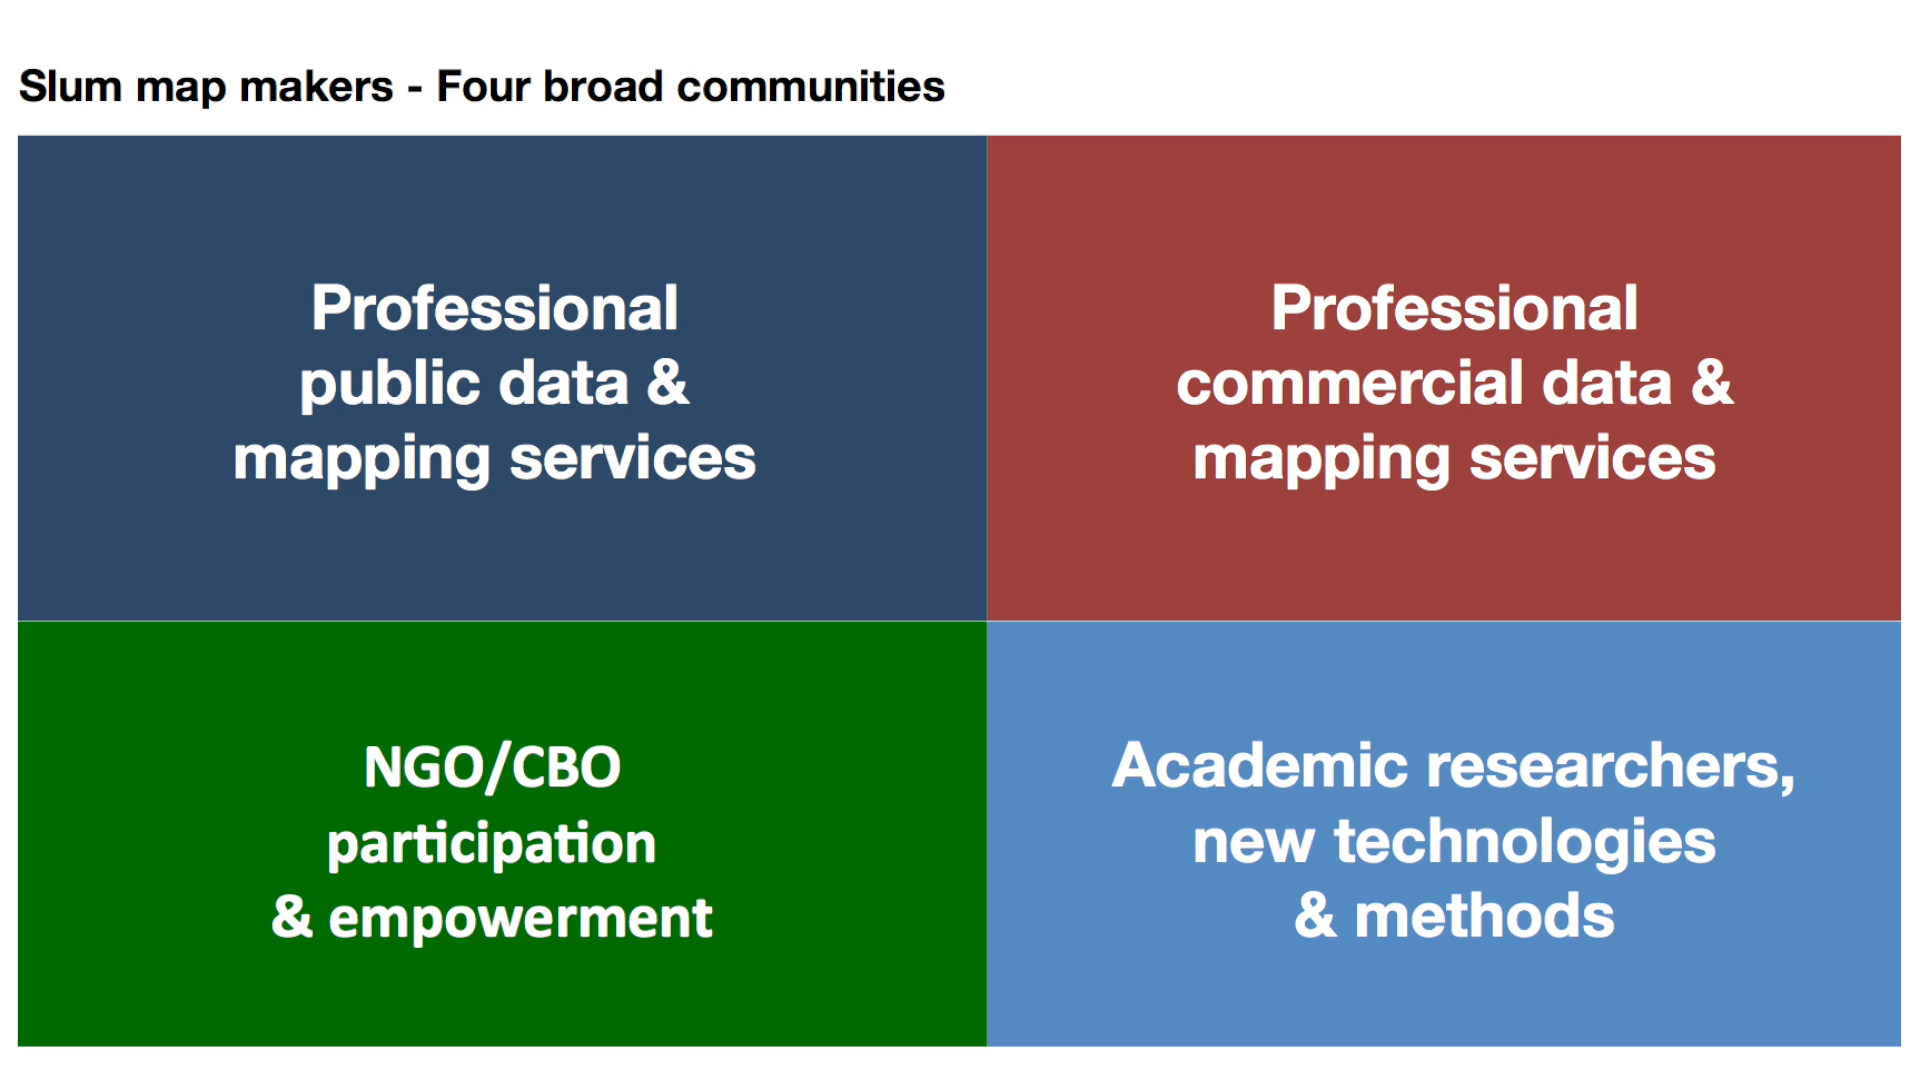 Slum map makers - Four broad communities
Professional
public data &
mapping services
Professional
commercial data &
mapping services
NGO/CBO
participation
& empowerment
Academic researchers,
new technologies
& methods